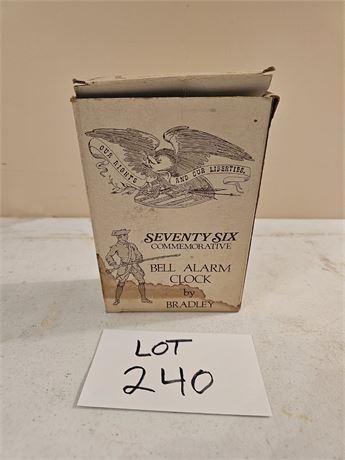 OUR RIGHTS AND OUR LIBERTIES.
SEVENTY SIX
COMMEMORATIVE
BELL ALARM
CLOCK
by
BRADLEY
LOT
240